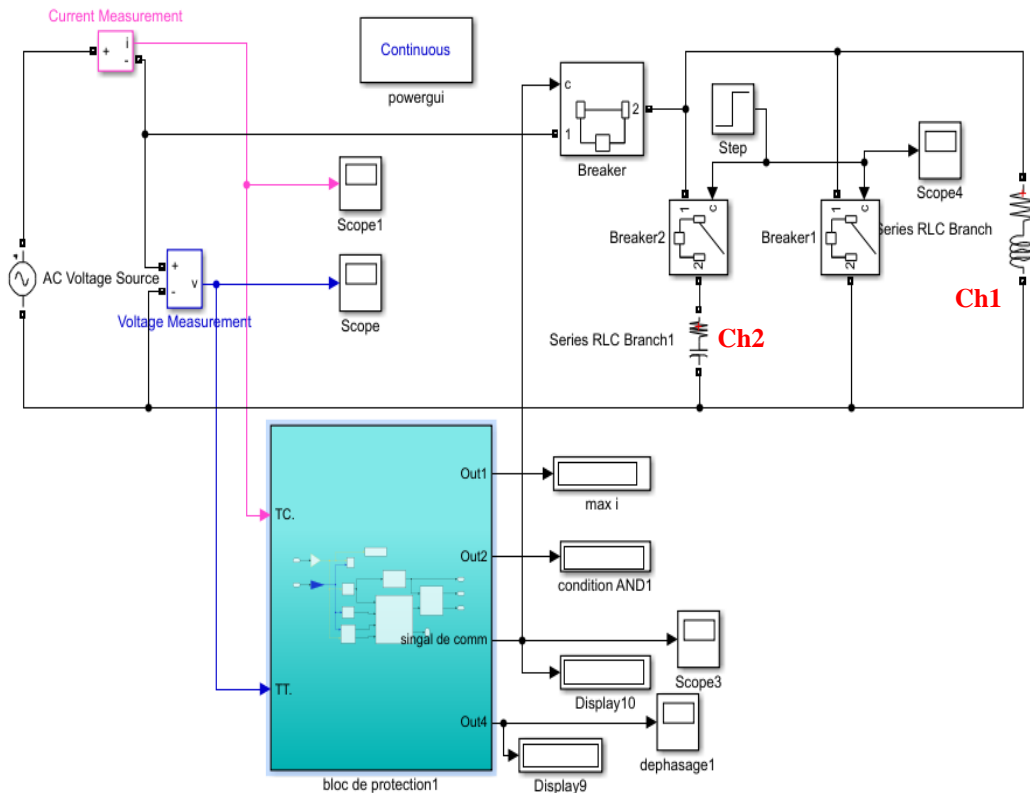 Current Measurement
+
i
-
Continuous
powergui
c
1
2
Breaker
Step
Scope4
Scope1
1
c
2
Breaker2
1
c
2
Breaker1
Series RLC Branch
Ch1
AC Voltage Source
+
v
-
Voltage Measurement
Scope
Series RLC Branch1
Ch2
TC.
TT.
Out1
Out2
singal de comm
Out4
max i
condition AND1
Scope3
Display10
dephasage1
Display9
bloc de protection1